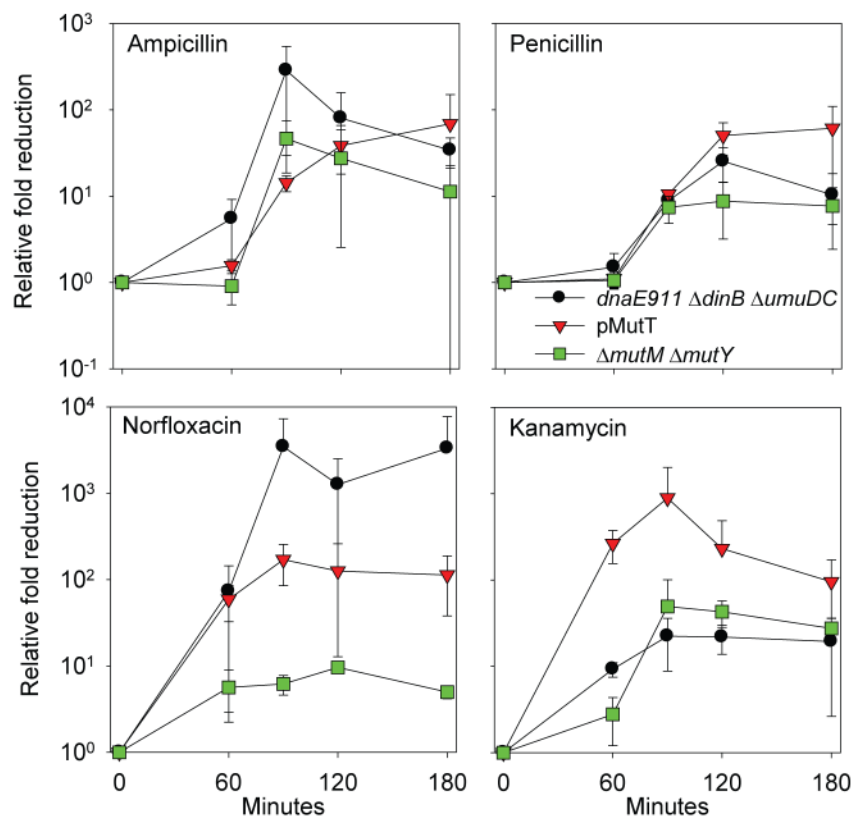 Ampicillin
Penicillin
Relative fold reduction
10³
10²
10¹
10⁰
10⁻¹
dnaE911 ΔdinB ΔumuDC
pMutT
ΔmutM ΔmutY
Norfloxacin
Kanamycin
Relative fold reduction
10⁴
10³
10²
10¹
10⁰
0 60 120 180 0 60 120 180
Minutes Minutes